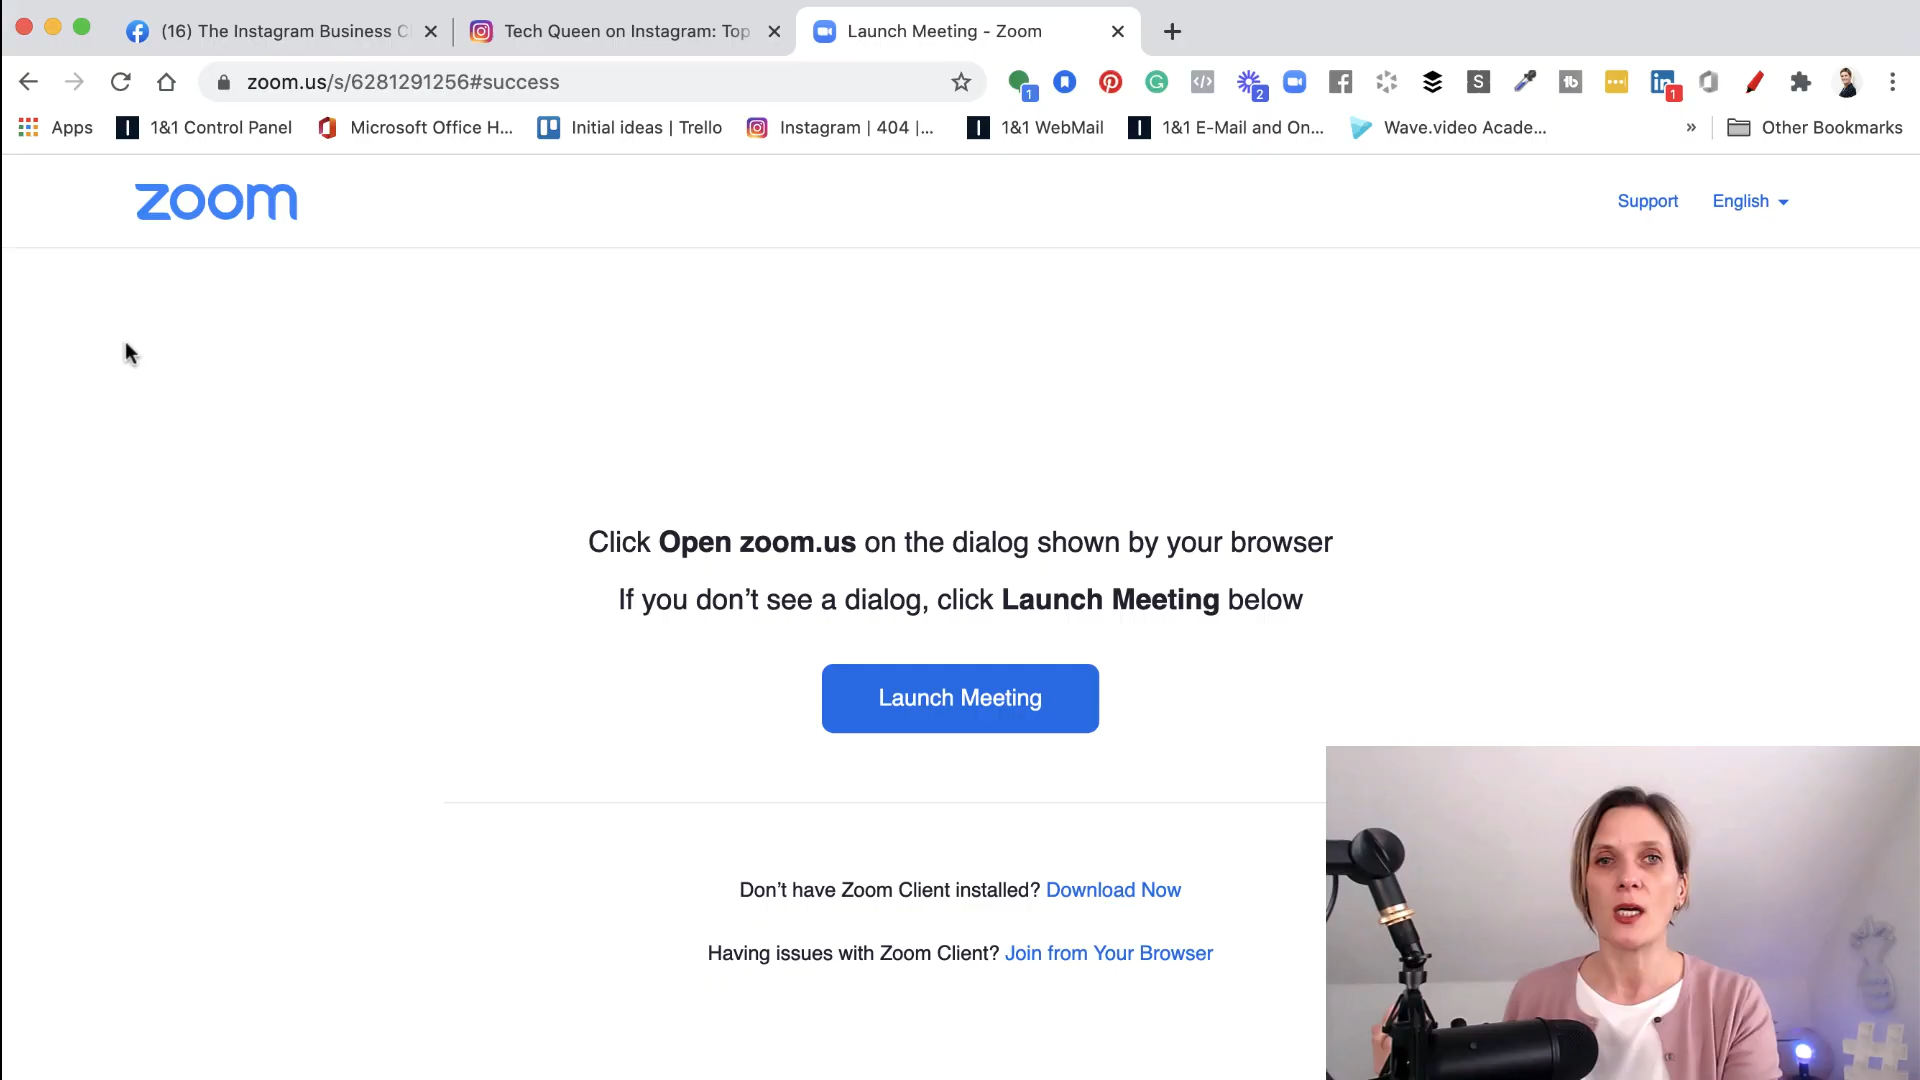 (16) The Instagram Business C
Tech Queen on Instagram: Top
Launch Meeting - Zoom
zoom.us/s/6281291256#success
1
2
S
1
Apps
1&1 Control Panel
Microsoft Office H...
Initial ideas | Trello
Instagram | 404 |...
1&1 WebMail
1&1 E-Mail and On...
Wave.video Acade...
»
Other Bookmarks
zoom
Support
English
Click Open zoom.us on the dialog shown by your browser
If you don’t see a dialog, click Launch Meeting below
Launch Meeting
Don’t have Zoom Client installed? Download Now
Having issues with Zoom Client? Join from Your Browser